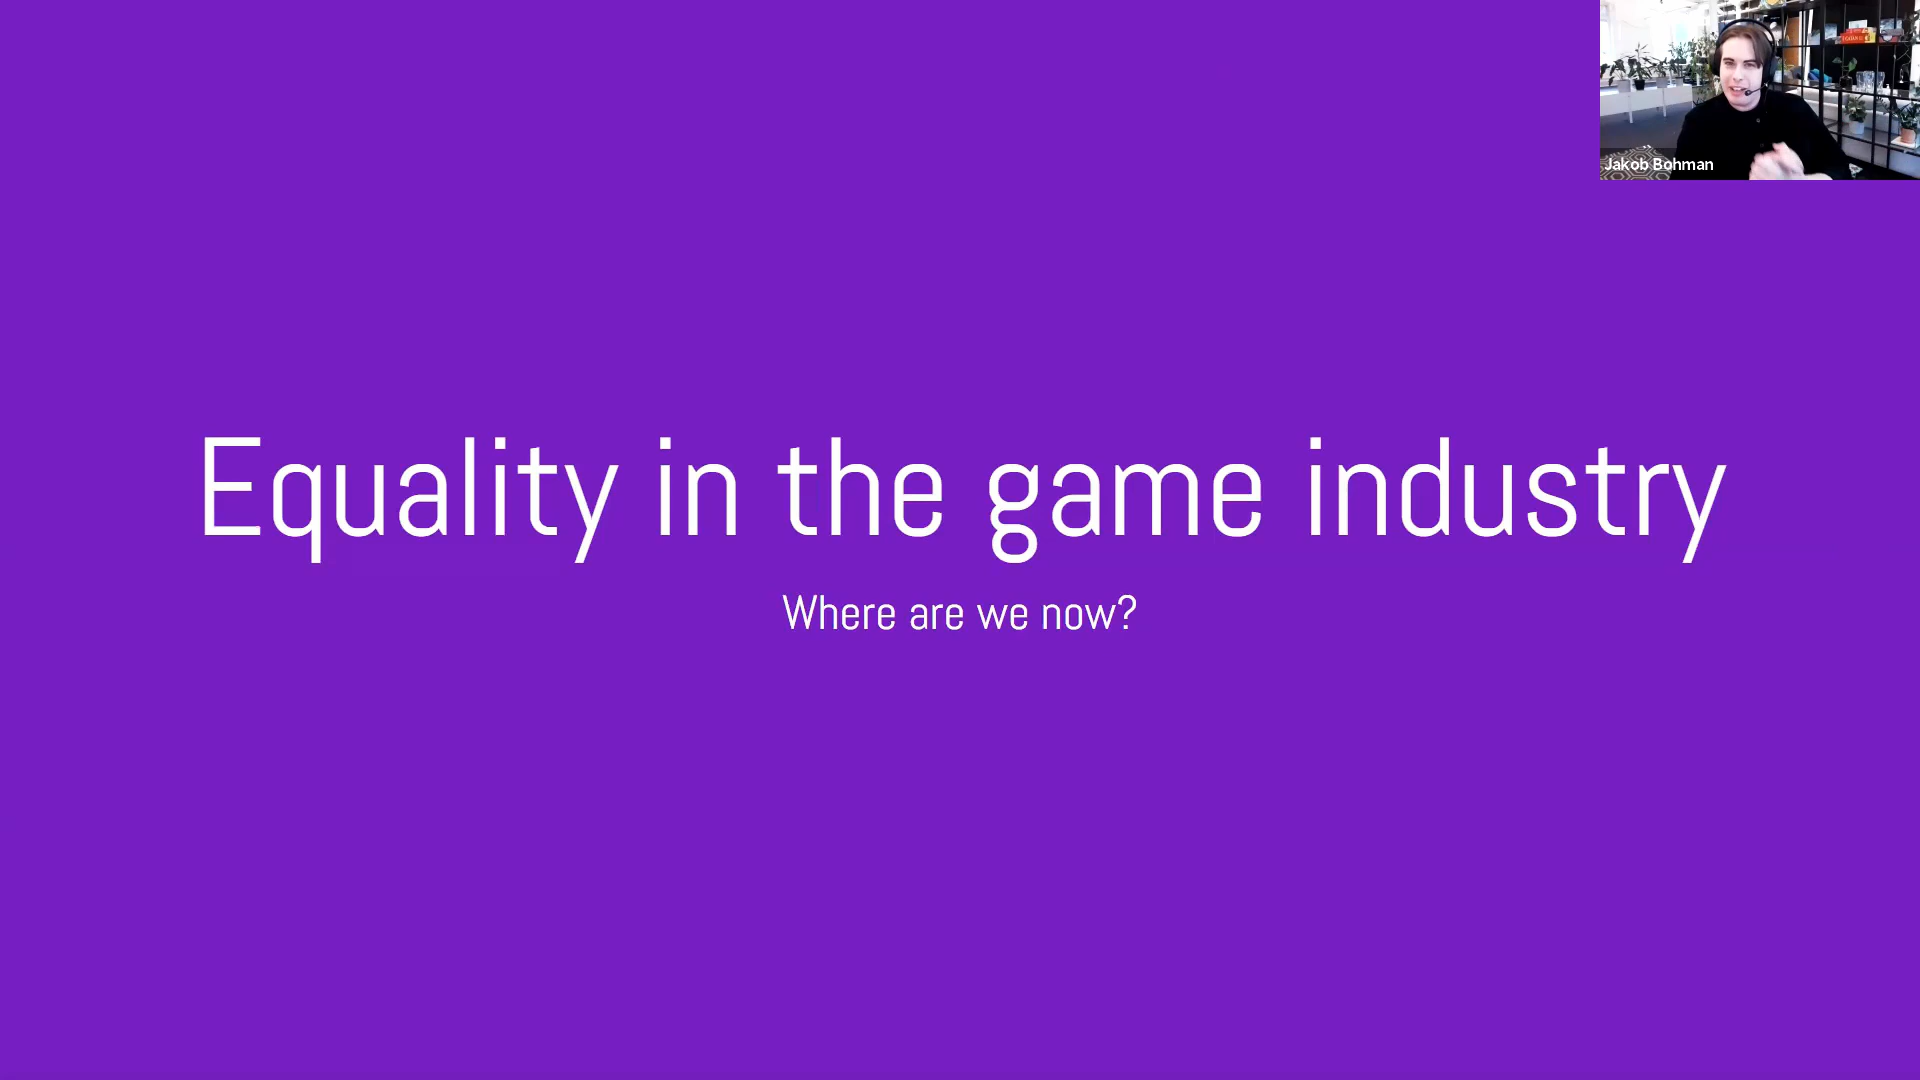 Jakob Bohman
Equality in the game industry
Where are we now?